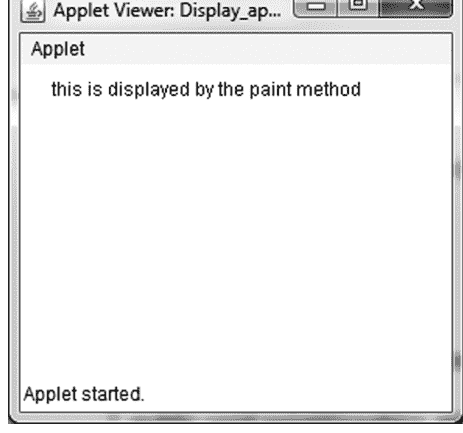 Applet Viewer: Display_ap...
Applet
this is displayed by the paint method
Applet started.